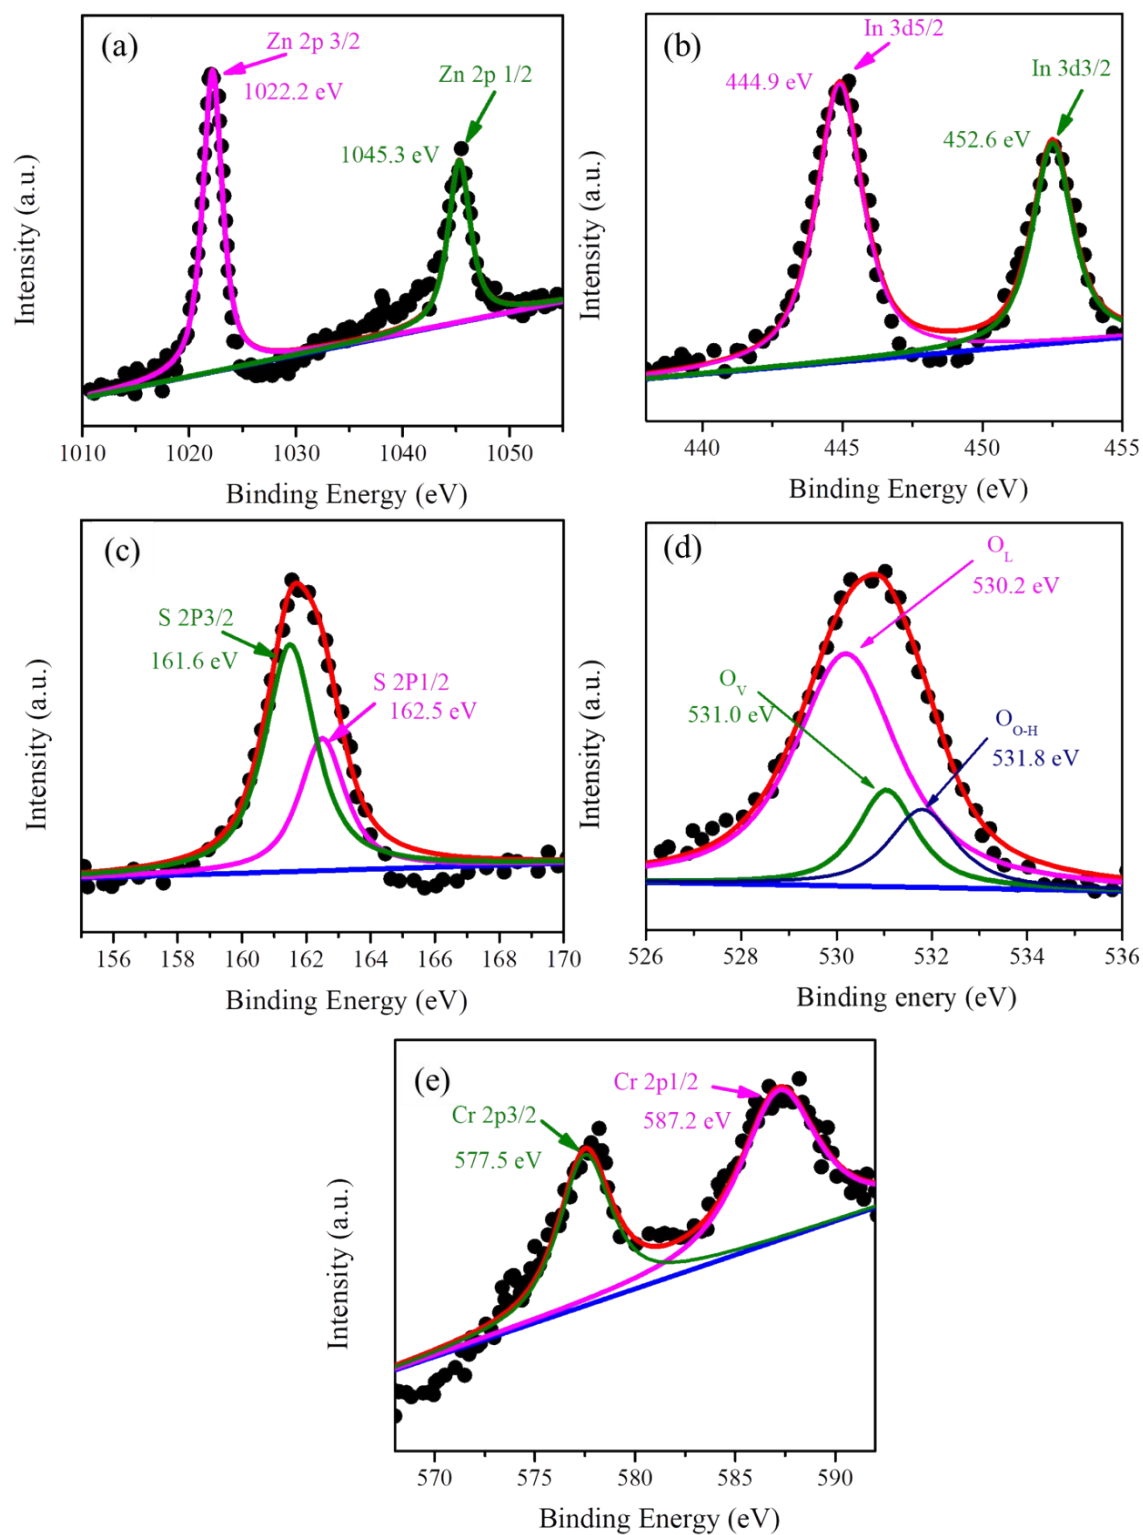 (a)
Zn 2p 3/2
1022.2 eV
Zn 2p 1/2
1045.3 eV
Intensity (a.u.)
1010 1020 1030 1040 1050
Binding Energy (eV)
(b)
In 3d5/2
444.9 eV
In 3d3/2
452.6 eV
Intensity (a.u.)
440 445 450 455
Binding Energy (eV)
(c)
S 2P3/2
161.6 eV
S 2P1/2
162.5 eV
Intensity (a.u.)
156 158 160 162 164 166 168 170
Binding Energy (eV)
(d)
O_L
530.2 eV
O_V
531.0 eV
O_O-H
531.8 eV
Intensity (a.u.)
526 528 530 532 534 536
Binding enery (eV)
(e)
Cr 2p1/2
587.2 eV
Cr 2p3/2
577.5 eV
Intensity (a.u.)
570 575 580 585 590
Binding Energy (eV)